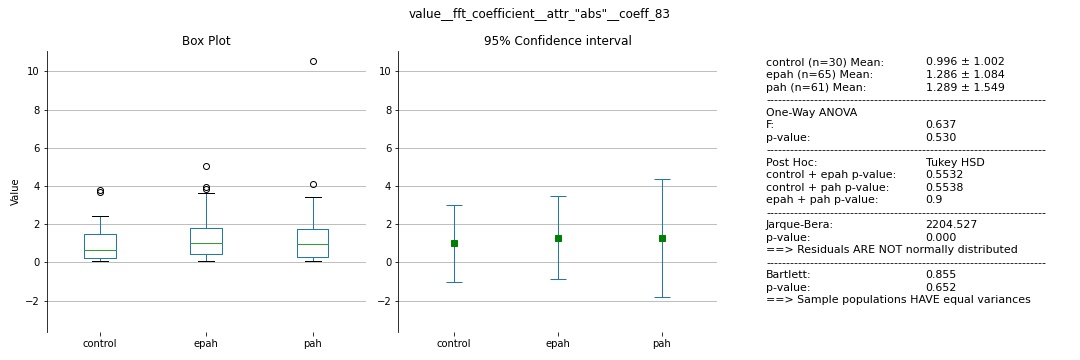 value__fft_coefficient__attr_"abs"__coeff_83
Box Plot
Value
10
8
6
4
2
0
−2
control
epah
pah
95% Confidence interval
10
8
6
4
2
0
−2
control
epah
pah
control (n=30) Mean: 0.996 ± 1.002
epah (n=65) Mean: 1.286 ± 1.084
pah (n=61) Mean: 1.289 ± 1.549
One-Way ANOVA
F: 0.637
p-value: 0.530
Post Hoc: Tukey HSD
control + epah p-value: 0.5532
control + pah p-value: 0.5538
epah + pah p-value: 0.9
Jarque-Bera: 2204.527
p-value: 0.000
==> Residuals ARE NOT normally distributed
Bartlett: 0.855
p-value: 0.652
==> Sample populations HAVE equal variances